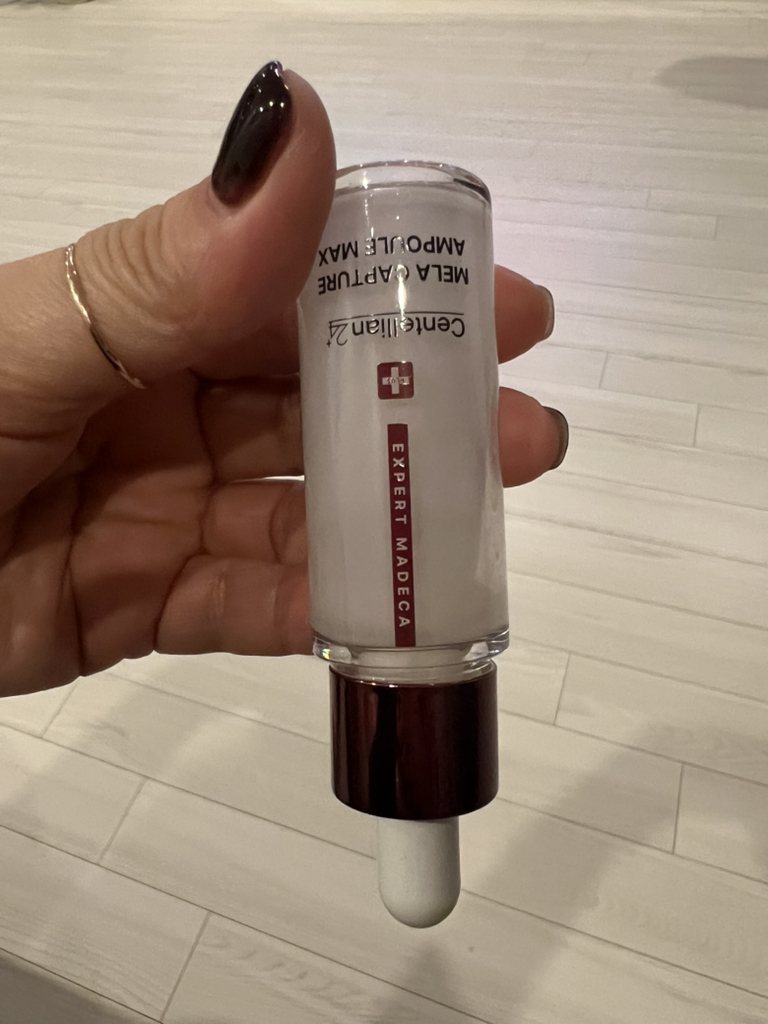 EXPERT MADECA
Centellian24+
MELA CAPTURE
AMPOULE MAX